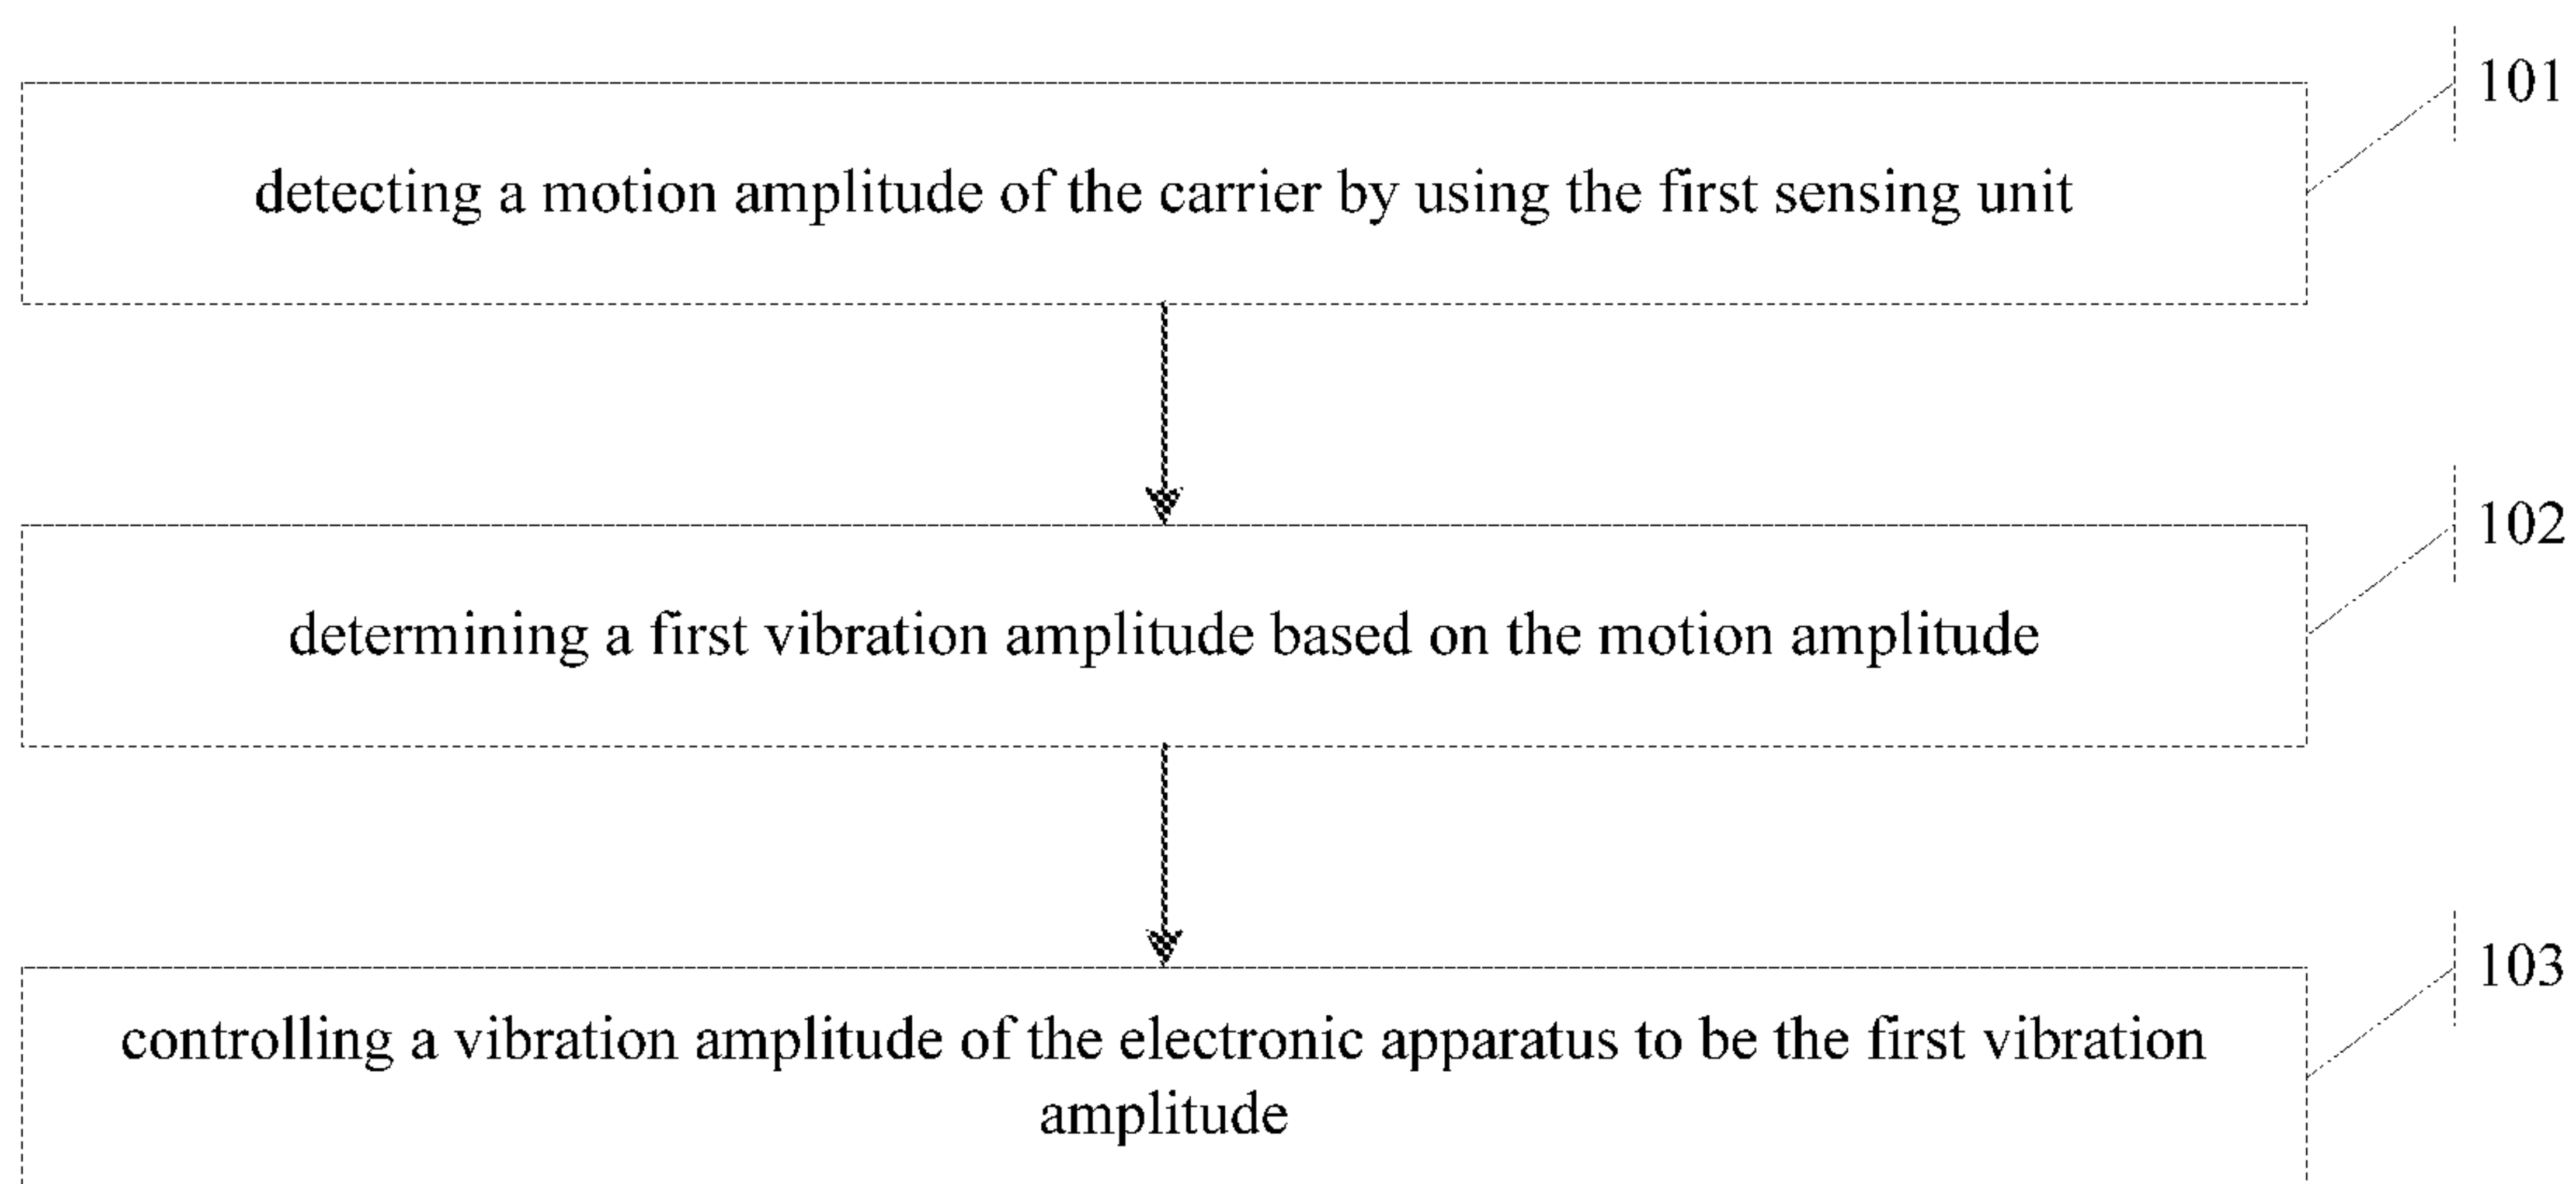 101
detecting a motion amplitude of the carrier by using the first sensing unit
102
determining a first vibration amplitude based on the motion amplitude
103
controlling a vibration amplitude of the electronic apparatus to be the first vibration
amplitude